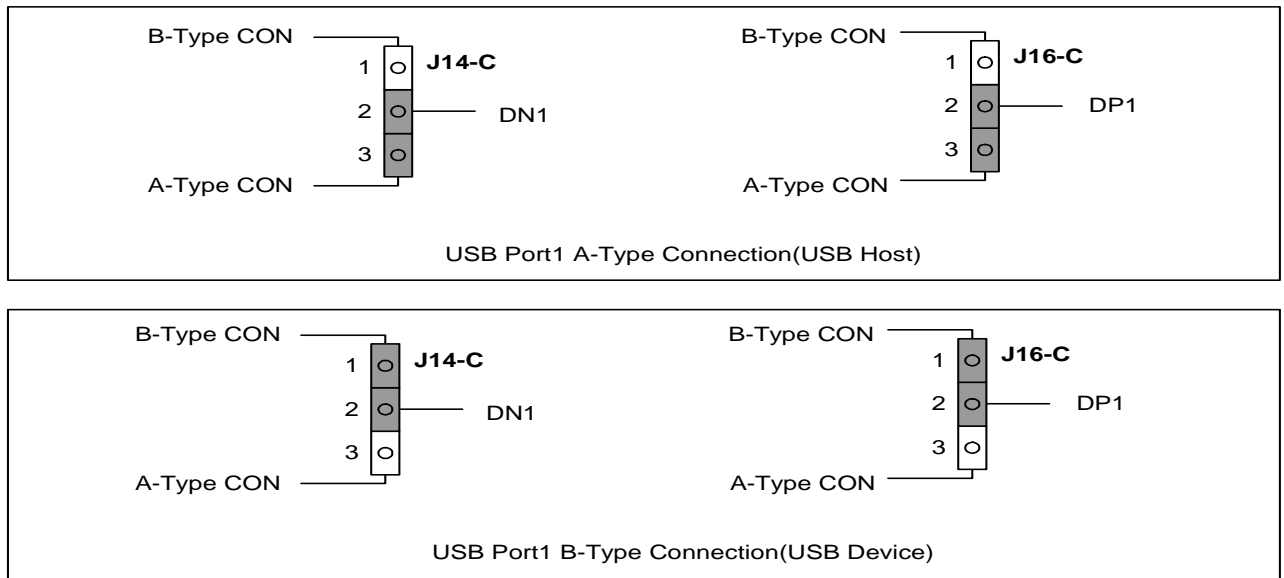 B-Type CON
1 J14-C
2 DN1
3
A-Type CON
B-Type CON
1 J16-C
2 DP1
3
A-Type CON
USB Port1 A-Type Connection(USB Host)
B-Type CON
1 J14-C
2 DN1
3
A-Type CON
B-Type CON
1 J16-C
2 DP1
3
A-Type CON
USB Port1 B-Type Connection(USB Device)